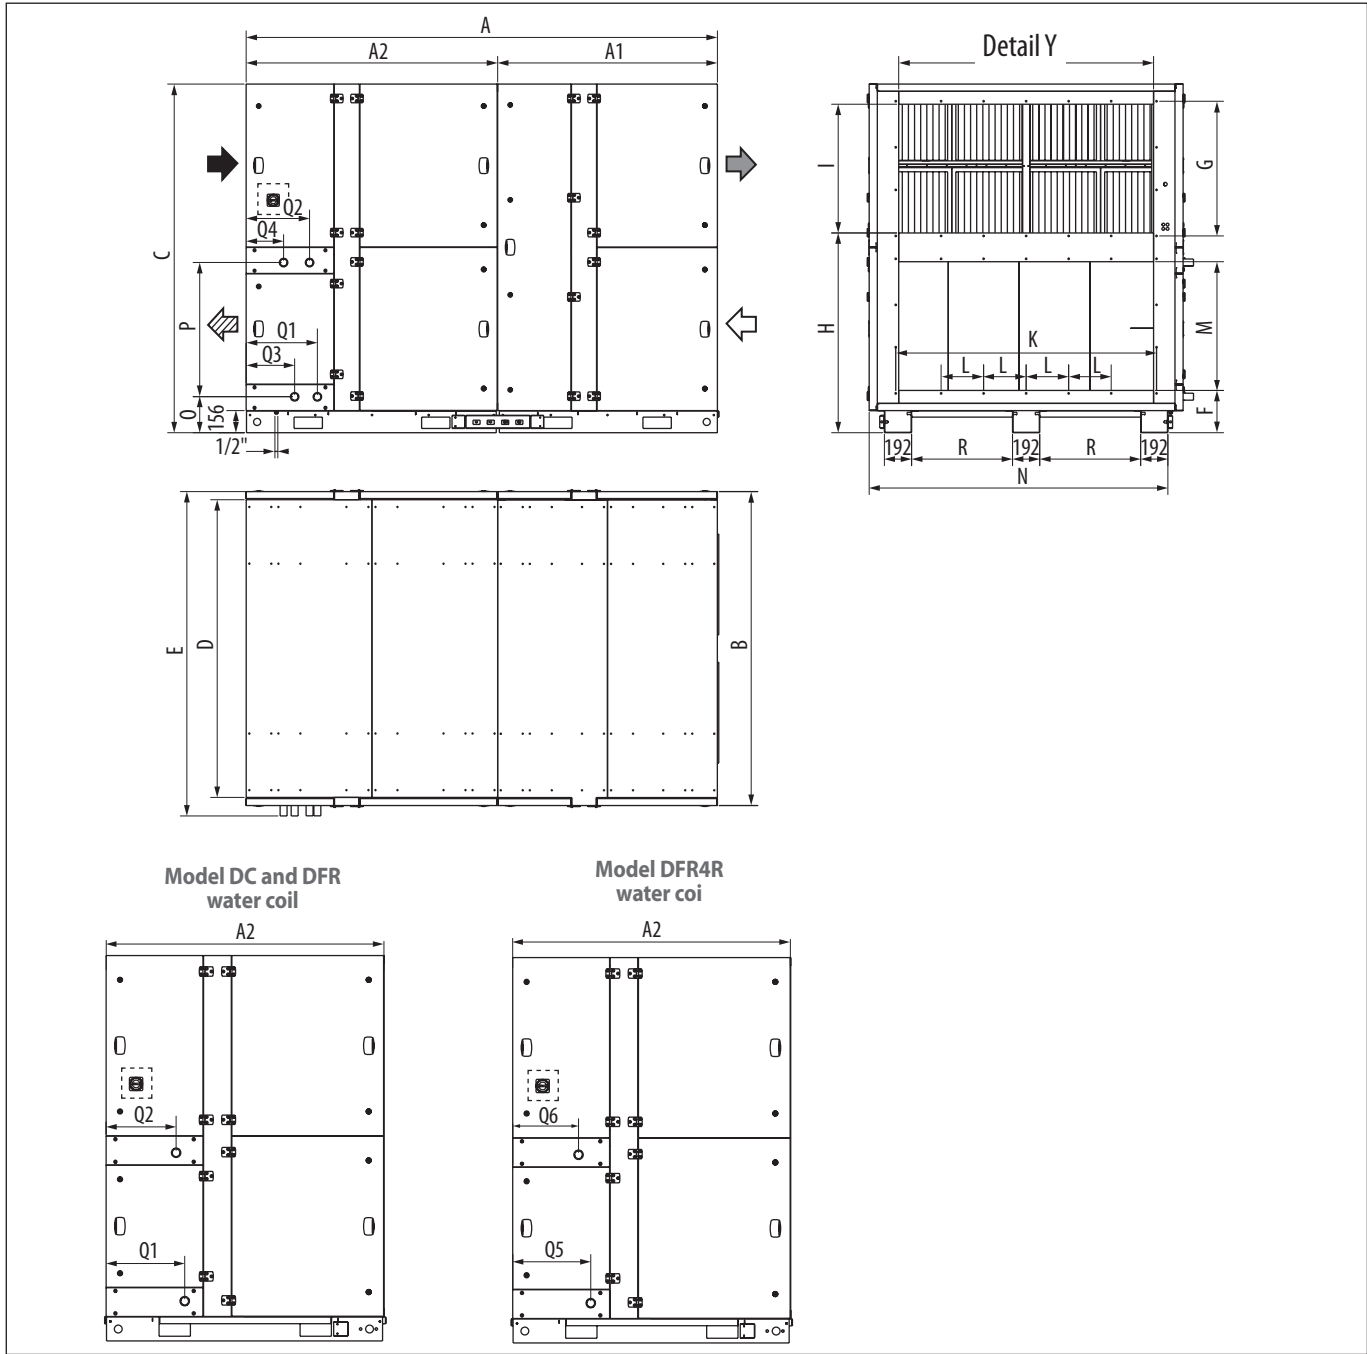 A
A2
A1
Detail Y
C
Q2
Q4
P
Q1
Q3
O
156
1/2"
I
G
H
K
M
L
L
L
L
F
192
R
192
R
192
N
E
D
B
Model DC and DFR
water coil
Model DFR4R
water coi
A2
A2
Q2
Q6
Q1
Q5